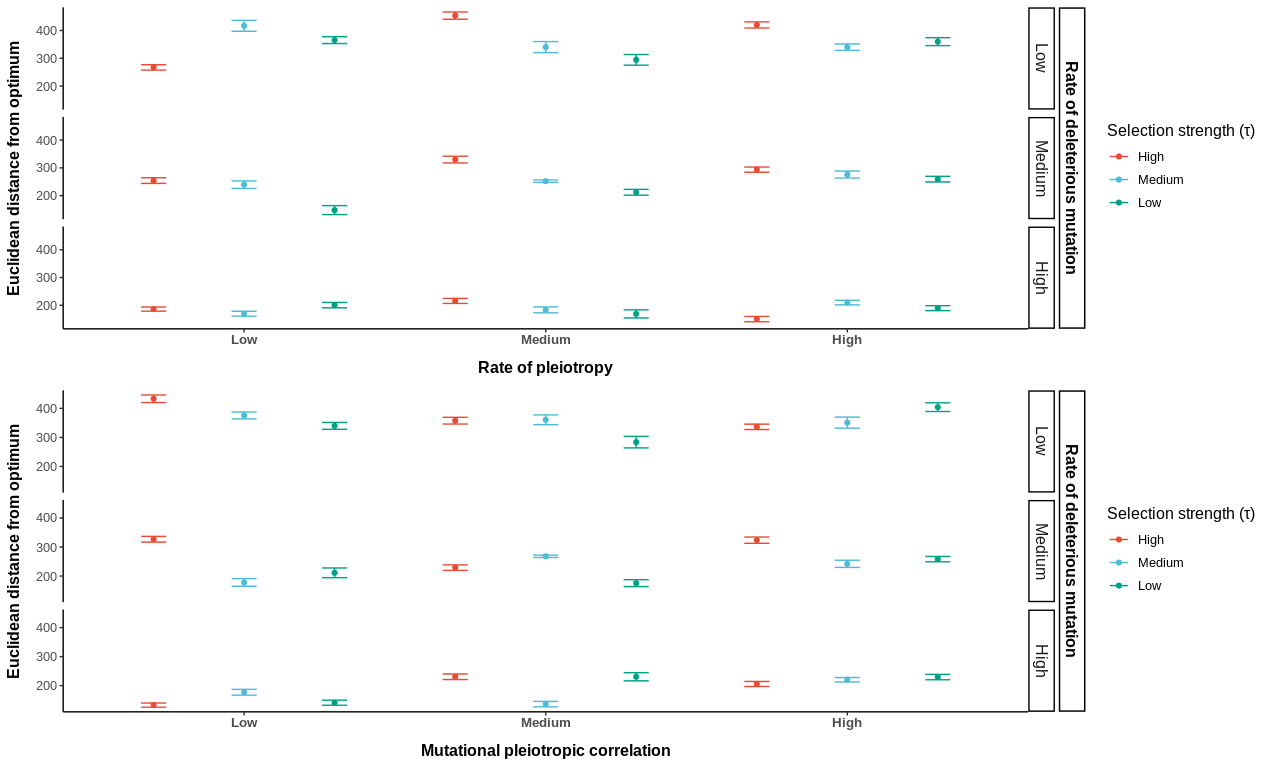 Euclidean distance from optimum
400
300
200
400
300
200
400
300
200
Low
Medium
High
Rate of pleiotropy
Low
Medium
High
Rate of deleterious mutation
Selection strength (τ)
High
Medium
Low
Euclidean distance from optimum
400
300
200
400
300
200
400
300
200
Low
Medium
High
Mutational pleiotropic correlation
Low
Medium
High
Rate of deleterious mutation
Selection strength (τ)
High
Medium
Low